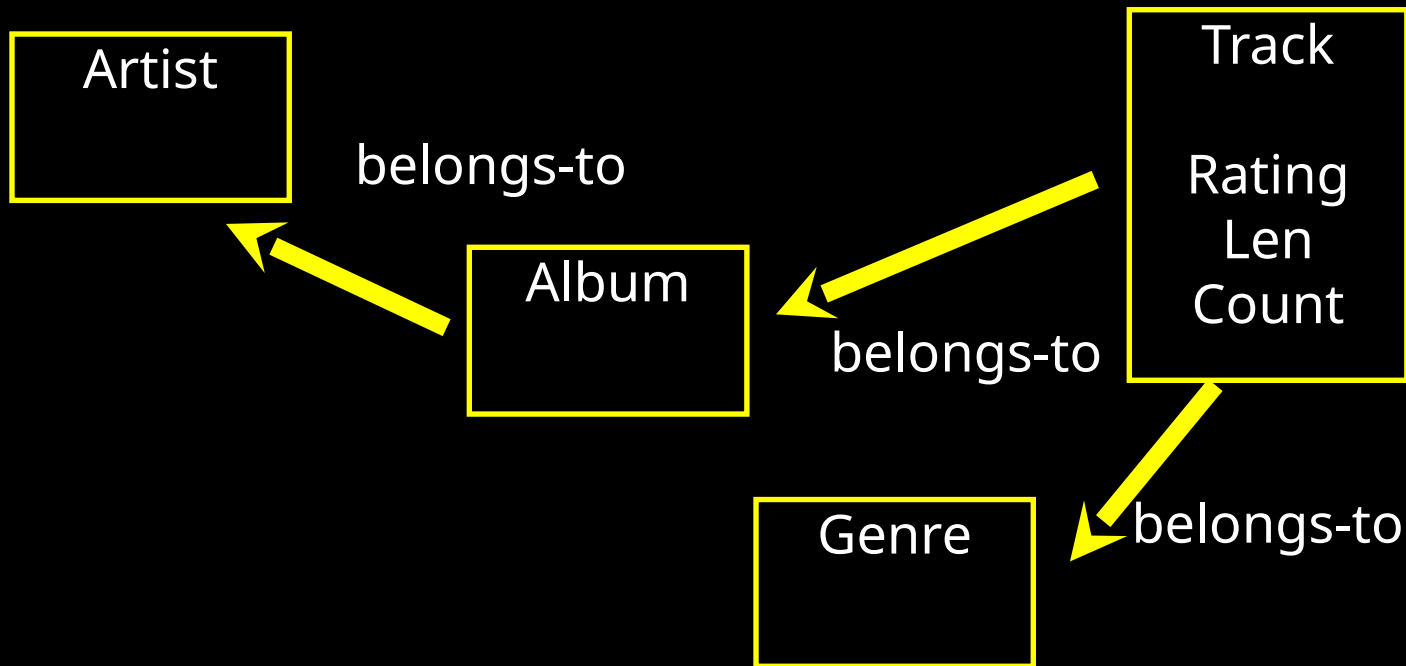 Artist
belongs-to
Album
Track
Rating
Len
Count
belongs-to
Genre
belongs-to